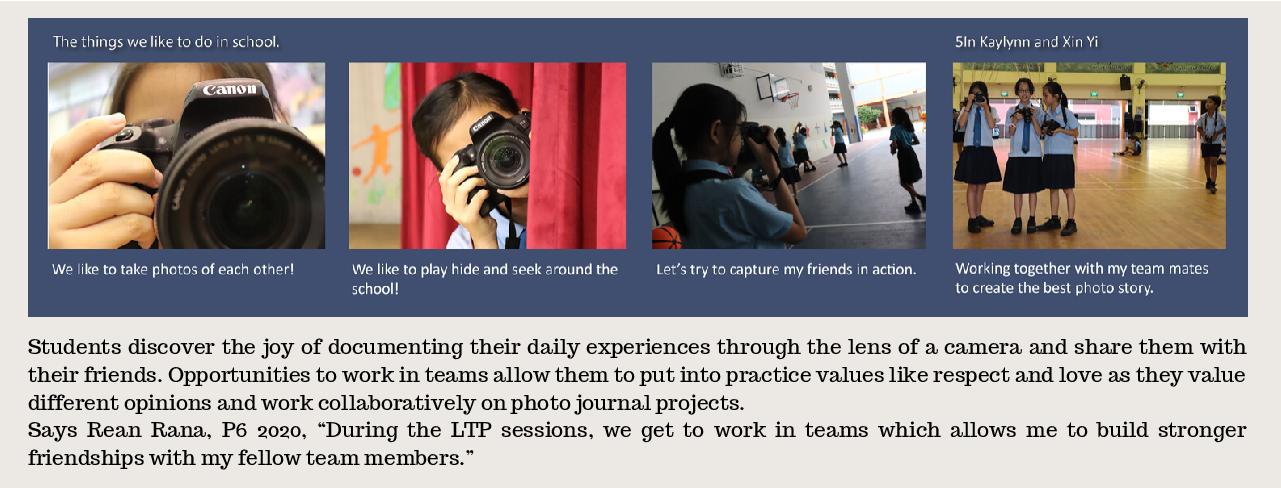 The things we like to do in school.
5In Kaylynn and Xin Yi
Canon
Canon
We like to take photos of each other!
We like to play hide and seek around the
school!
Let's try to capture my friends in action.
Working together with my team mates
to create the best photo story.
Students discover the joy of documenting their daily experiences through the lens of a camera and share them with
their friends. Opportunities to work in teams allow them to put into practice values like respect and love as they value
different opinions and work collaboratively on photo journal projects.
Says Rean Rana, P6 2020, “During the LTP sessions, we get to work in teams which allows me to build stronger
friendships with my fellow team members.”